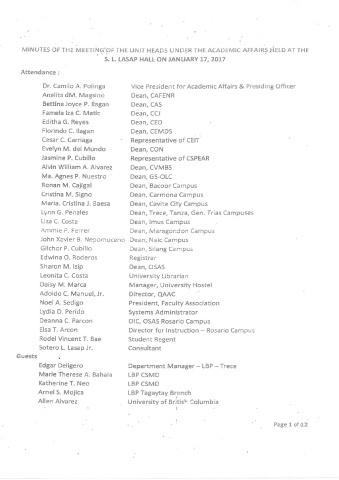 MINUTES OF THE MEETING OF THE UNIT HEADS UNDER THE ACADEMIC AFFAIRS HELD AT THE
S. L. LASAP HALL ON JANUARY 17, 2017
Attendance :
Dr. Camilo A. Polinga Vice President for Academic Affairs & Presiding Officer
Analita dM. Magsino Dean, CAFENR
Bettina Joyce P. Ilagan Dean, CAS
Famela Iza C. Matic Dean, CCJ
Editha G. Reyes Dean, CED
Florindo C. Ilagan Dean, CEMDS
Cesar C. Carriaga Representative of CEIT
Evelyn M. del Mundo Dean, CON
Jasmine P. Cubillo Representative of CSPEAR
Alvin William A. Alvarez Dean, CVMBS
Ma. Agnes P. Nuestro Dean, GS-OLC
Ronan M. Cajigal Dean, Bacoor Campus
Cristina M. Signo Dean, Carmona Campus
Maria. Cristina J. Baesa Dean, Cavite City Campus
Lynn G. Penales Dean, Trece, Tanza, Gen. Trias Campuses
Liza C. Costa Dean, Imus Campus
Ammie P. Ferrer Dean, Maragondon Campus
John Xavier B. Nepomuceno Dean, Naic Campus
Gilchor P. Cubillo Dean, Silang Campus
Edwina O. Roderos Registrar
Sharon M. Isip Dean, OSAS
Leonita C. Costa University Librarian
Daisy M. Marca Manager, University Hostel
Adolfo C. Manuel, Jr. Director, QAAC
Noel A. Sedigo President, Faculty Association
Lydia D. Perido Systems Administrator
Deanna C. Parcon OIC, OSAS Rosario Campus
Elsa T. Arcon Director for Instruction – Rosario Campus
Rodel Vincent T. Bae Student Regent
Sotero L. Lasap Jr. Consultant
Guests
Edgar Deligero Department Manager – LBP – Trece
Marie Therese A. Bahala LBP CSMD
Katherine T. Neo LBP CSMD
Arnel S. Mojica LBP Tagaytay Branch
Allen Alvarez University of British Columbia
Page 1 of 12